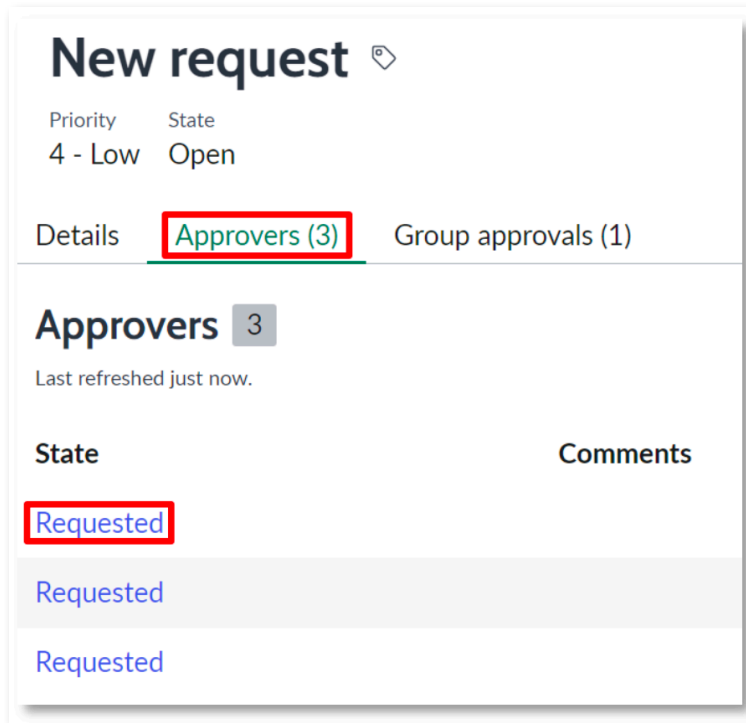 New request
Priority State
4 - Low Open
Details Approvers (3) Group approvals (1)
Approvers 3
Last refreshed just now.
State Comments
Requested
Requested
Requested